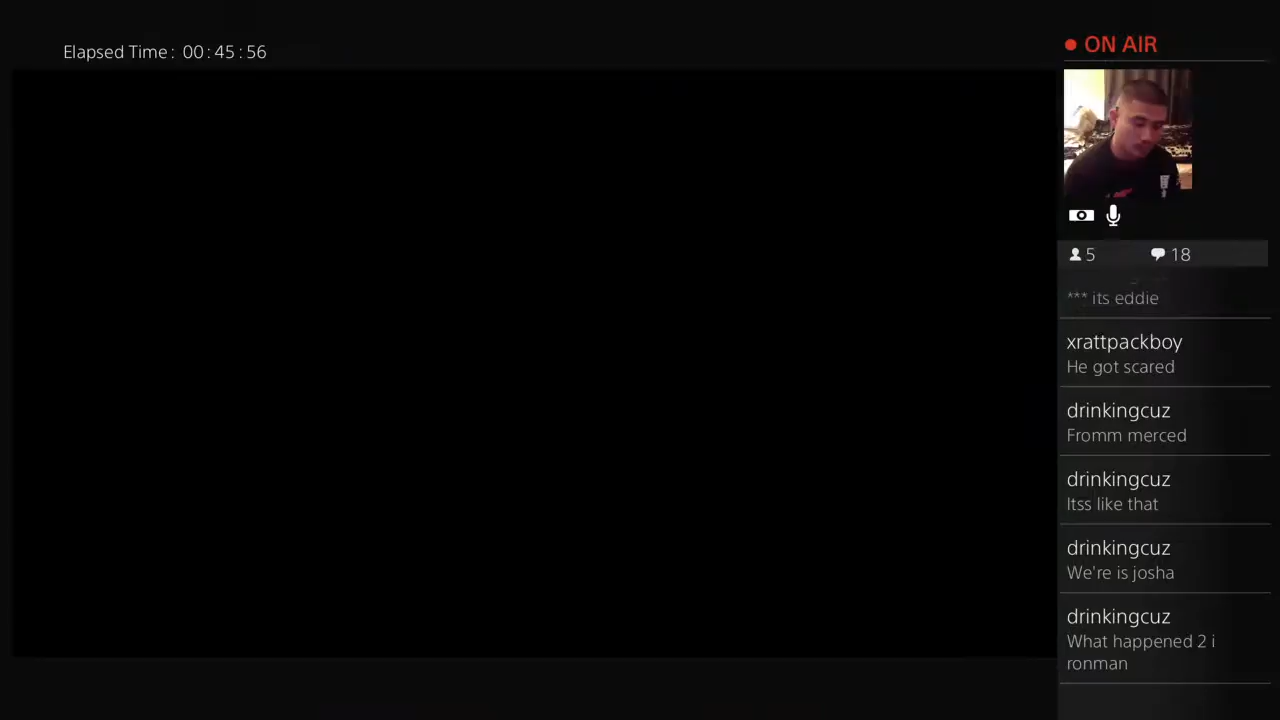 Elapsed Time: 00:45:56
ON AIR
5 18
*** its eddie
xrattpackboy
He got scared
drinkingcuz
Fromm merced
drinkingcuz
Itss like that
drinkingcuz
We're is josha
drinkingcuz
What happened 2 i
ronman